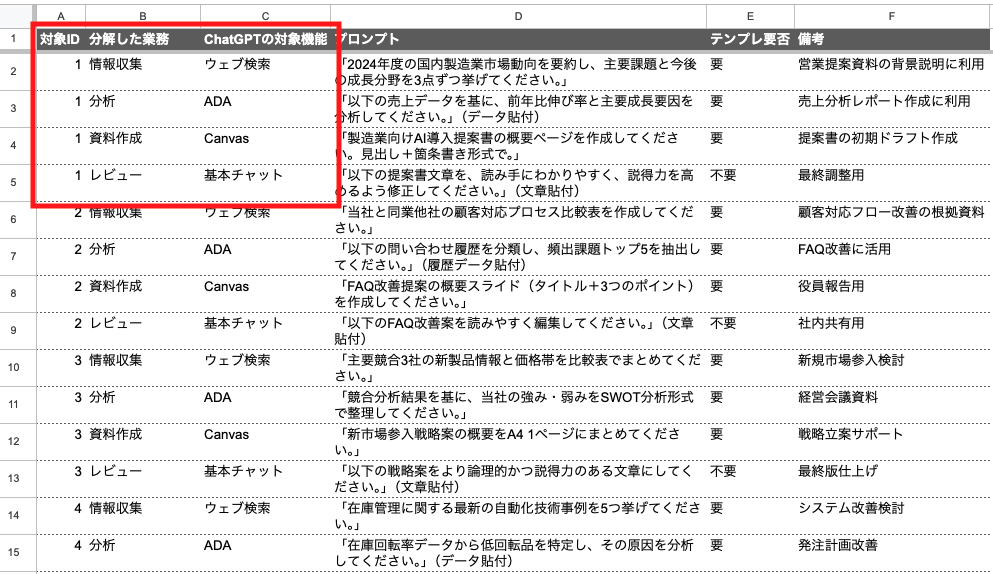 A B C D E F
1 対象ID 分解した業務 ChatGPTの対象機能 プロンプト テンプレ要否 備考
2 1 情報収集 ウェブ検索 「2024年度の国内製造業市場動向を要約し、主要課題と今後 要 営業提案資料の背景説明に利用
の成長分野を3点ずつ挙げてください。」
3 1 分析 ADA 「以下の売上データを基に、前年比伸び率と主要成長要因を 要 売上分析レポート作成に利用
分析してください。」（データ貼付）
4 1 資料作成 Canvas 「製造業向けAI導入提案書の概要ページを作成してくださ 要 提案書の初期ドラフト作成
い。見出し＋箇条書き形式で。」
5 1 レビュー 基本チャット 「以下の提案書文章を、読み手にわかりやすく、説得力を高 不要 最終調整用
めるよう修正してください。」（文章貼付）
6 2 情報収集 ウェブ検索 「当社と同業他社の顧客対応プロセス比較表を作成してくだ 要 顧客対応フロー改善の根拠資料
さい。」
7 2 分析 ADA 「以下の問い合わせ履歴を分類し、頻出課題トップ5を抽出し 要 FAQ改善に活用
てください。」（履歴データ貼付）
8 2 資料作成 Canvas 「FAQ改善提案の概要スライド（タイトル＋3つのポイント） 要 役員報告用
を作成してください。」
9 2 レビュー 基本チャット 「以下のFAQ改善案を読みやすく編集してください。」（文章 不要 社内共有用
貼付）
10 3 情報収集 ウェブ検索 「主要競合3社の新製品情報と価格帯を比較表でまとめてくだ 要 新規市場参入検討
さい。」
11 3 分析 ADA 「競合分析結果を基に、当社の強み・弱みをSWOT分析形式 要 経営会議資料
で整理してください。」
12 3 資料作成 Canvas 「新市場参入戦略案の概要をA4 1ページにまとめてくださ 要 戦略立案サポート
い。」
13 3 レビュー 基本チャット 「以下の戦略案をより論理的かつ説得力のある文章にしてく 不要 最終版仕上げ
ださい。」（文章貼付）
14 4 情報収集 ウェブ検索 「在庫管理に関する最新の自動化技術事例を5つ挙げてくださ 要 システム改善検討
い。」
15 4 分析 ADA 「在庫回転率データから低回転品を特定し、その原因を分析 要 発注計画改善
してください。」（データ貼付）